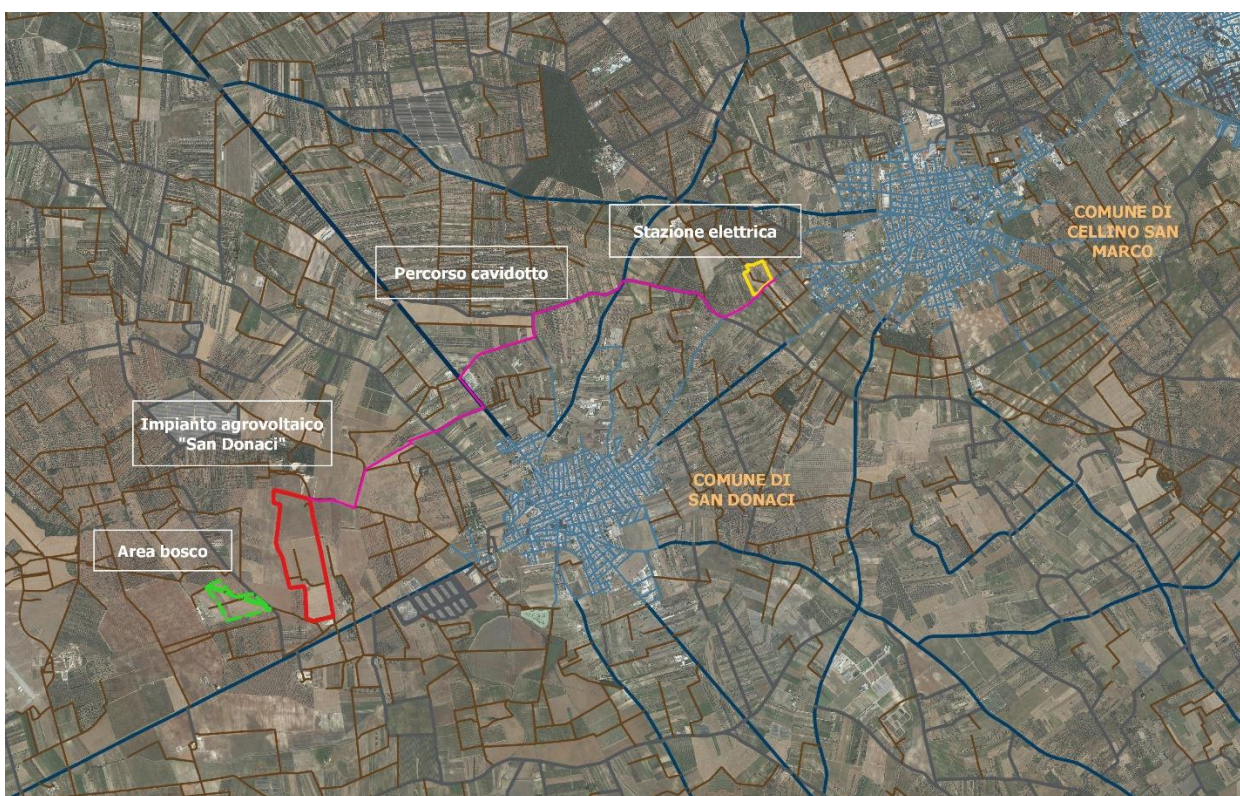 Stazione elettrica
COMUNE DI
CELLINO SAN
MARCO
Percorso cavidotto
Impianto agrovoltaico
"San Donaci"
COMUNE DI
SAN DONACI
Area bosco